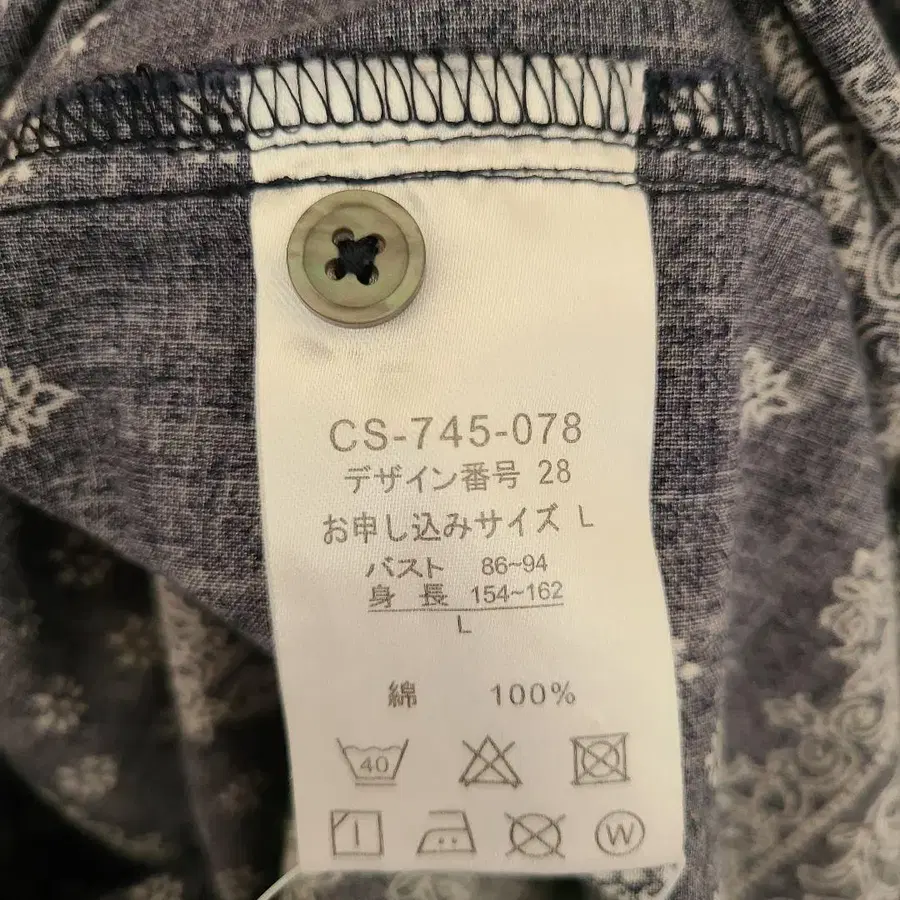 CS-745-078
デザイン番号 28
お申し込みサイズ L
バスト 86~94
身 長 154~162
L
綿 100%
40
W